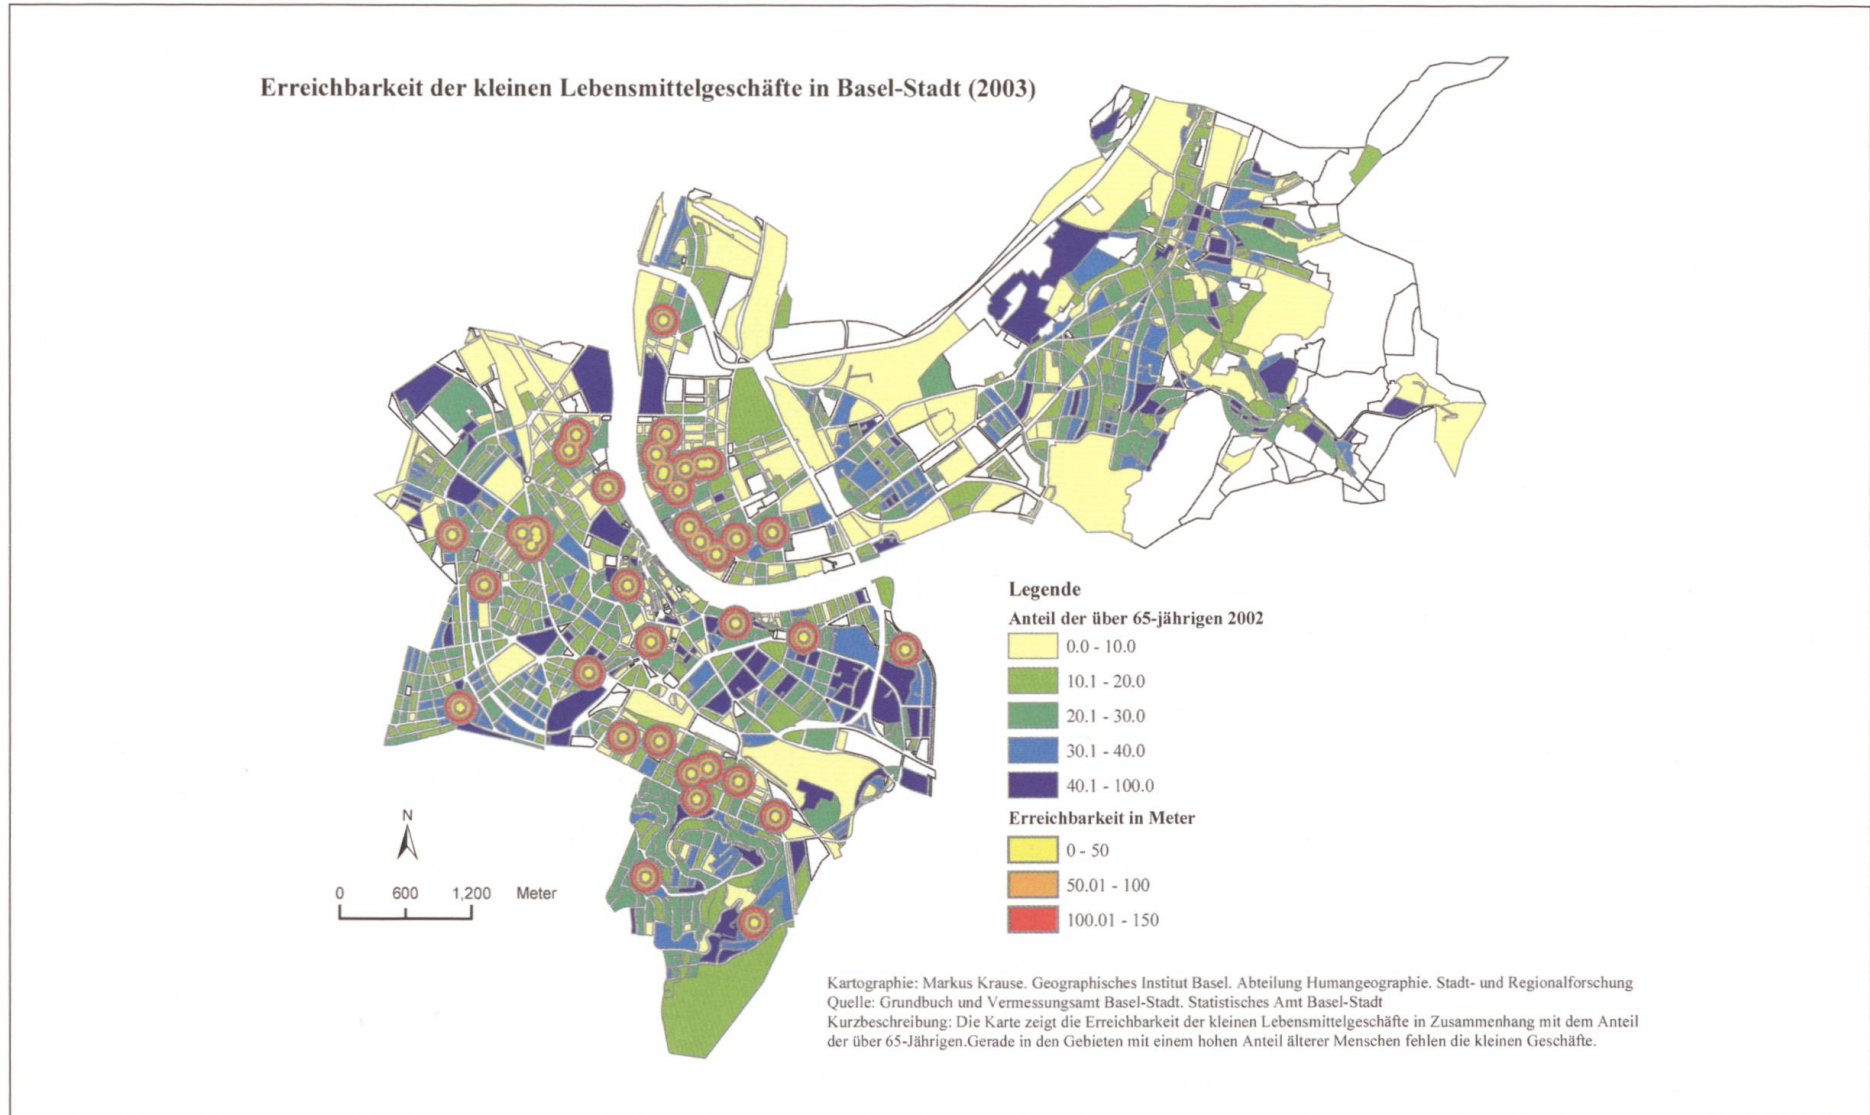 Erreichbarkeit der kleinen Lebensmittelgeschäfte in Basel-Stadt (2003)
Legende
Anteil der über 65-jährigen 2002
0.0 - 10.0
10.1 - 20.0
20.1 - 30.0
30.1 - 40.0
40.1 - 100.0
Erreichbarkeit in Meter
0 - 50
50.01 - 100
100.01 - 150
N
0 600 1,200 Meter
Kartographie: Markus Krause. Geographisches Institut Basel. Abteilung Humangeographie. Stadt- und Regionalforschung
Quelle: Grundbuch und Vermessungsamt Basel-Stadt. Statistisches Amt Basel-Stadt
Kurzbeschreibung: Die Karte zeigt die Erreichbarkeit der kleinen Lebensmittelgeschäfte in Zusammenhang mit dem Anteil
der über 65-Jährigen.Gerade in den Gebieten mit einem hohen Anteil älterer Menschen fehlen die kleinen Geschäfte.